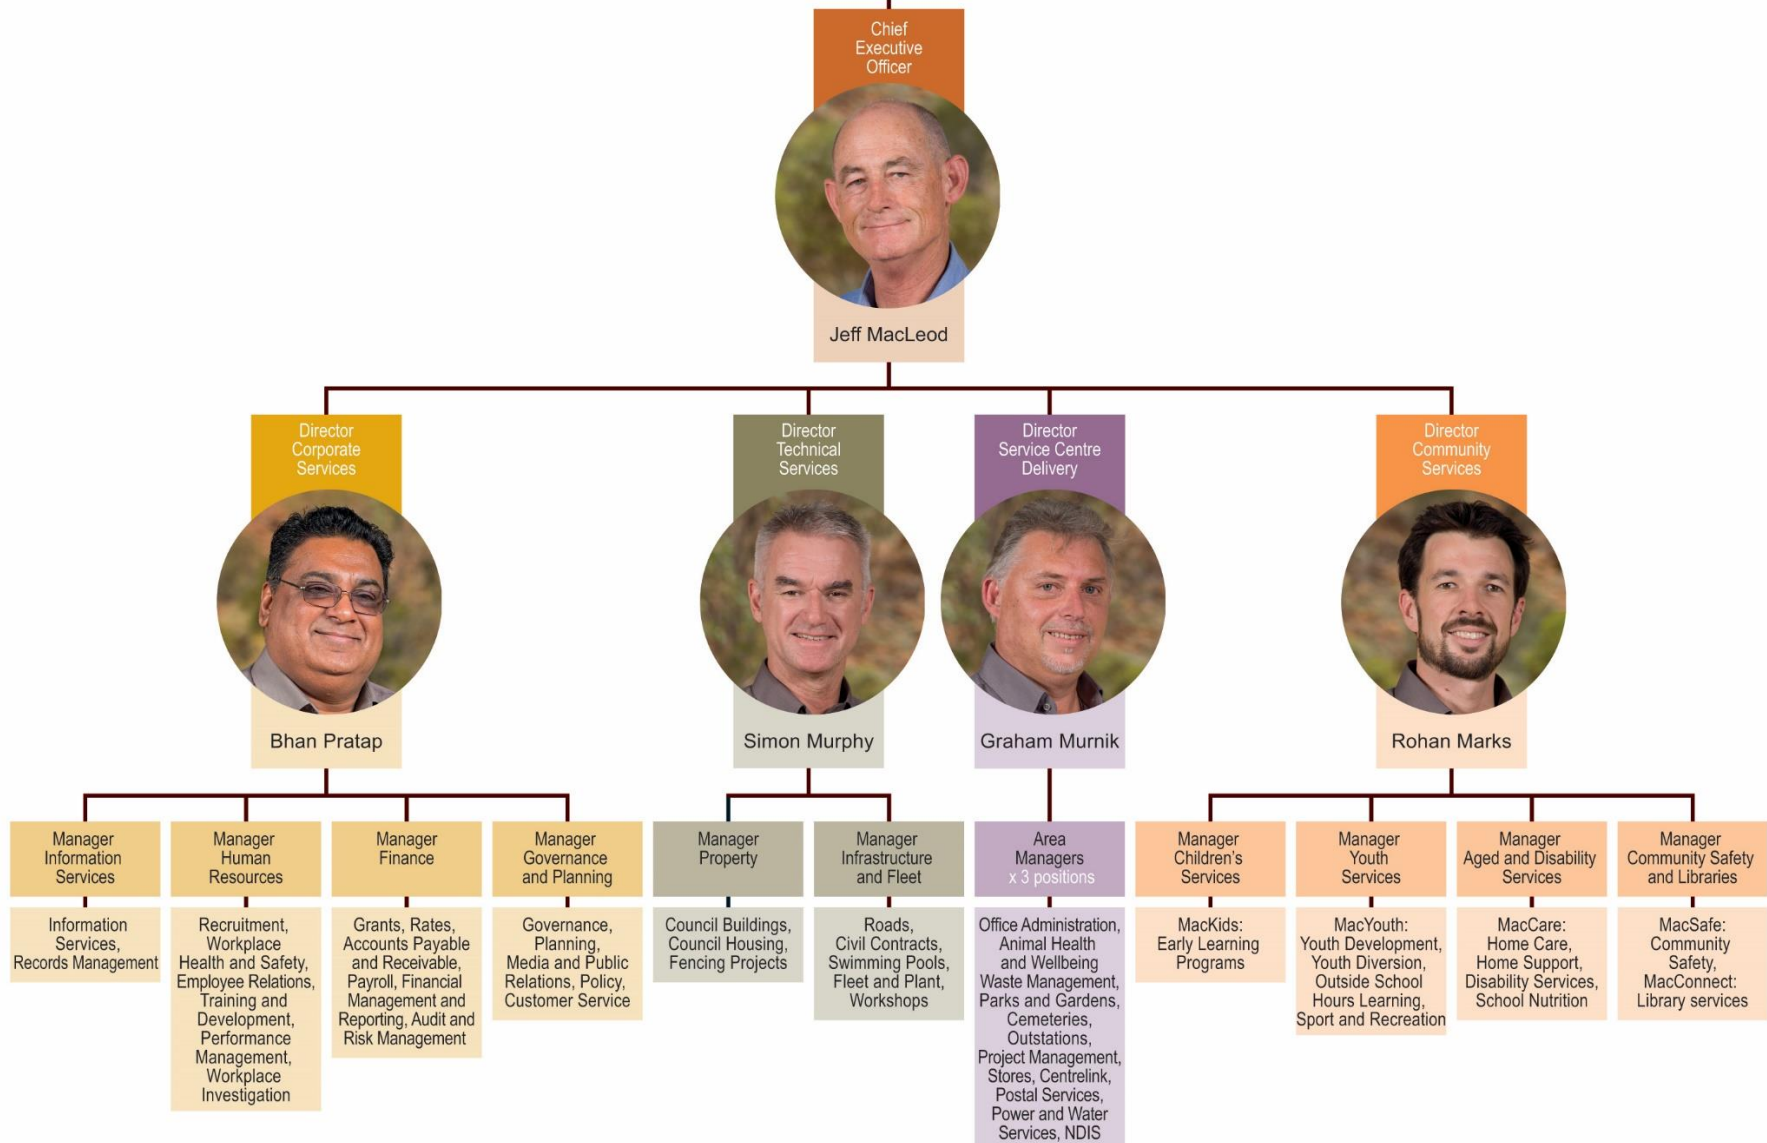 Chief
Executive
Officer
Jeff MacLeod
Director
Corporate
Services
Bhan Pratap
Director
Technical
Services
Simon Murphy
Director
Service Centre
Delivery
Graham Murnik
Director
Community
Services
Rohan Marks
Manager
Information
Services
Information
Services,
Records Management
Manager
Human
Resources
Recruitment,
Workplace
Health and Safety,
Employee Relations,
Training and
Development,
Performance
Management,
Workplace
Investigation
Manager
Finance
Grants, Rates,
Accounts Payable
and Receivable,
Payroll, Financial
Management and
Reporting, Audit and
Risk Management
Manager
Governance
and Planning
Governance,
Planning,
Media and Public
Relations, Policy,
Customer Service
Manager
Property
Council Buildings,
Council Housing,
Fencing Projects
Manager
Infrastructure
and Fleet
Roads,
Civil Contracts,
Swimming Pools,
Fleet and Plant,
Workshops
Area
Managers
x 3 positions
Office Administration,
Animal Health
and Wellbeing
Waste Management,
Parks and Gardens,
Cemeteries,
Outstations,
Project Management,
Stores, Centrelink,
Postal Services,
Power and Water
Services, NDIS
Manager
Children's
Services
MacKids:
Early Learning
Programs
Manager
Youth
Services
MacYouth:
Youth Development,
Youth Diversion,
Outside School
Hours Learning,
Sport and Recreation
Manager
Aged and Disability
Services
MacCare:
Home Care,
Home Support,
Disability Services,
School Nutrition
Manager
Community Safety
and Libraries
MacSafe:
Community
Safety,
MacConnect:
Library services